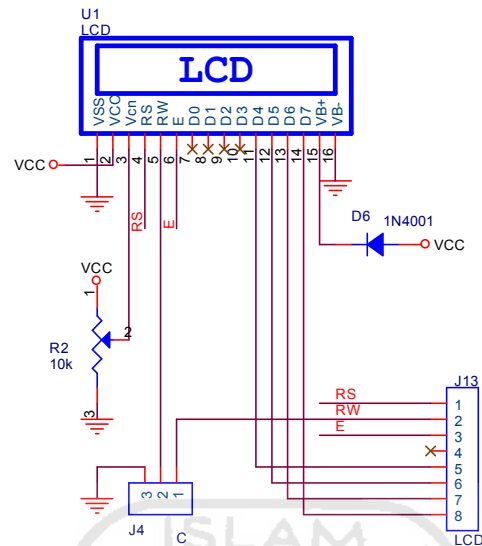 U1
LCD
LCD
VSS VCC Vcn RS RW E D0 D1 D2 D3 D4 D5 D6 D7 VB+ VB-
1 2 3 4 5 6 7 8 9 10 11 12 13 14 15 16
VCC
RS
E
D6 1N4001
VCC
VCC
1
2
R2
10k
3
J13
RS 1
RW 2
E 3
4
5
6
7
8
LCD
3 2 1
J4
C
ISLAM